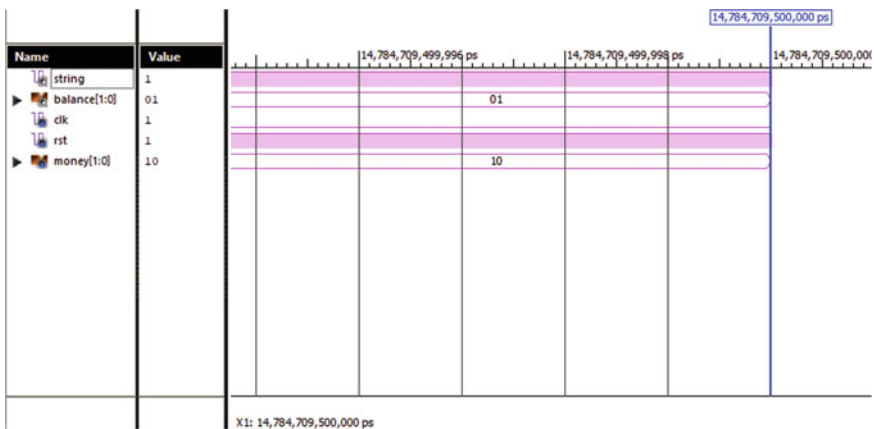 14,784,709,500,000 ps
Name Value
14,784,709,499,996 ps 14,784,709,499,998 ps 14,784,709,500,000
string 1
balance[1:0] 01 01
clk 1
rst 1
money[1:0] 10 10
X1: 14,784,709,500,000 ps